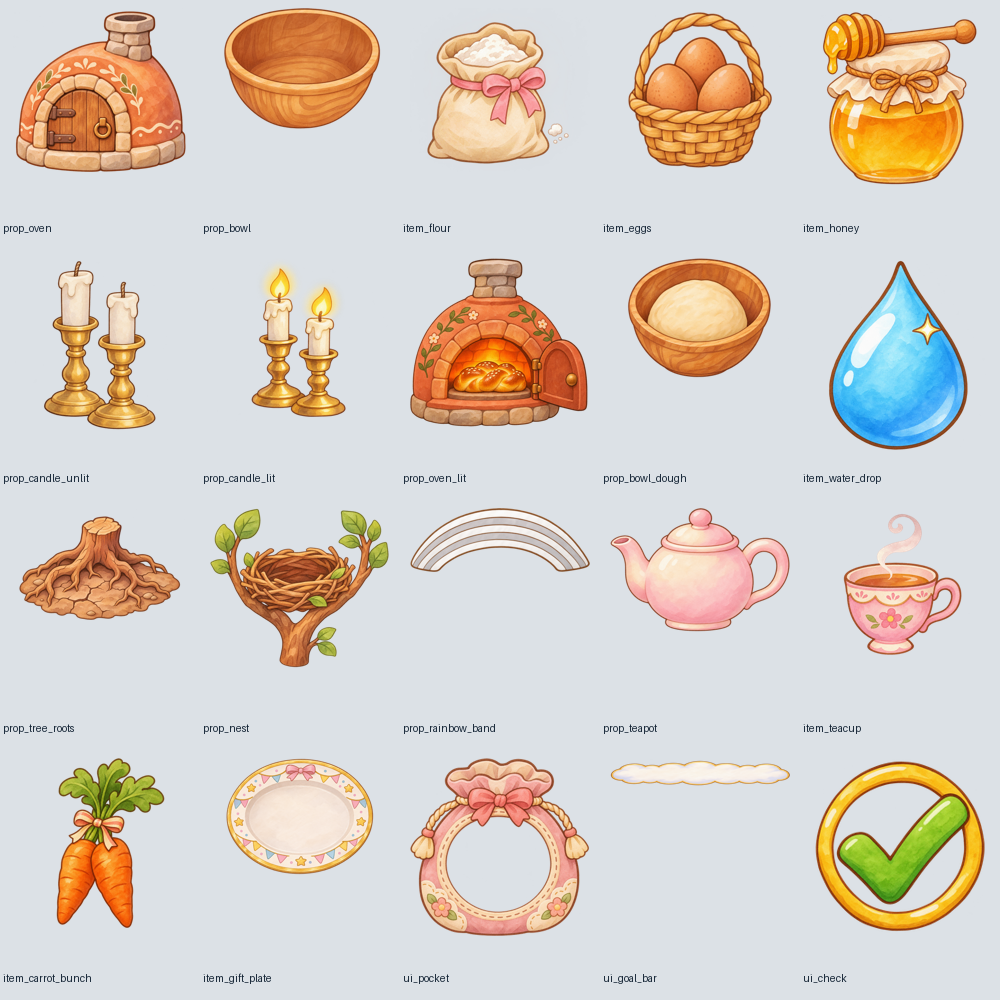 prop_oven
prop_bowl
item_flour
item_eggs
item_honey
prop_candle_unlit
prop_candle_lit
prop_oven_lit
prop_bowl_dough
item_water_drop
prop_tree_roots
prop_nest
prop_rainbow_band
prop_teapot
item_teacup
item_carrot_bunch
item_gift_plate
ui_pocket
ui_goal_bar
ui_check